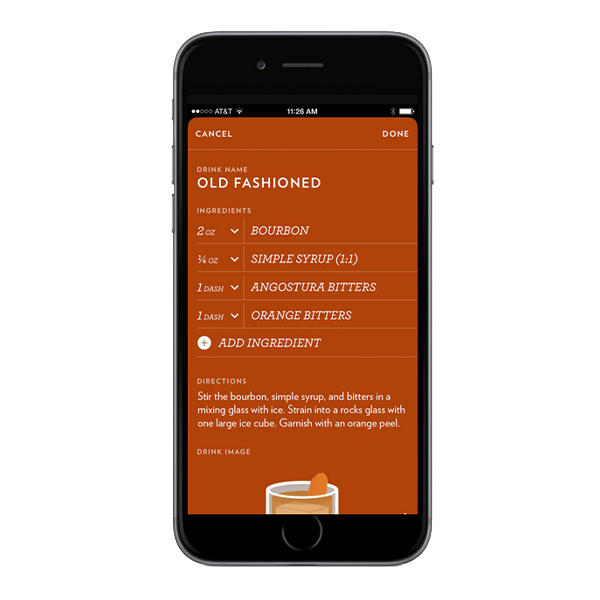 AT&T 11:26 AM
CANCEL DONE
DRINK NAME
OLD FASHIONED
INGREDIENTS
2 OZ BOURBON
¼ OZ SIMPLE SYRUP (1:1)
1 DASH ANGOSTURA BITTERS
1 DASH ORANGE BITTERS
ADD INGREDIENT
DIRECTIONS
Stir the bourbon, simple syrup, and bitters in a
mixing glass with ice. Strain into a rocks glass with
one large ice cube. Garnish with an orange peel.
DRINK IMAGE